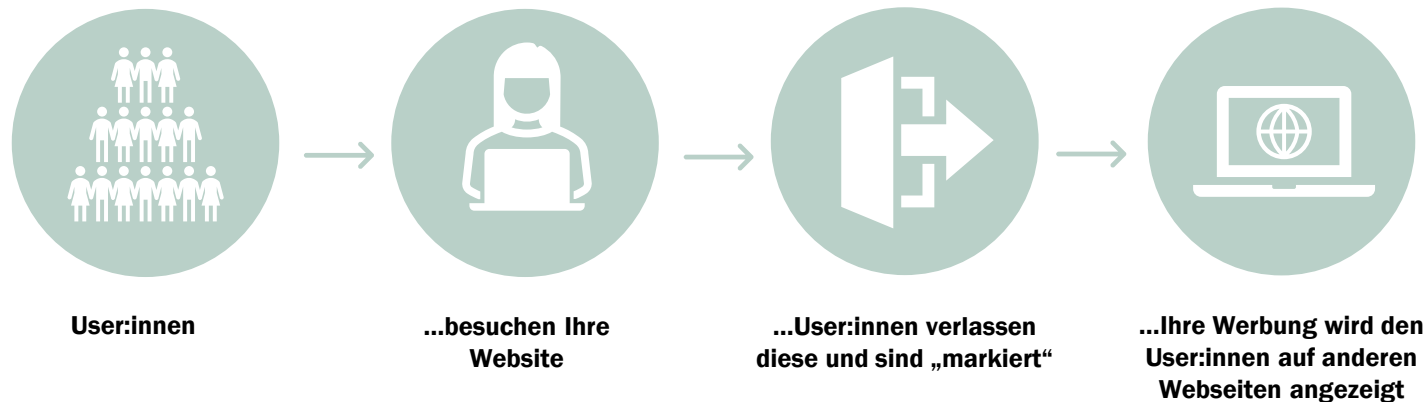 User:innen
...besuchen Ihre
Website
...User:innen verlassen
diese und sind „markiert“
...Ihre Werbung wird den
User:innen auf anderen
Webseiten angezeigt